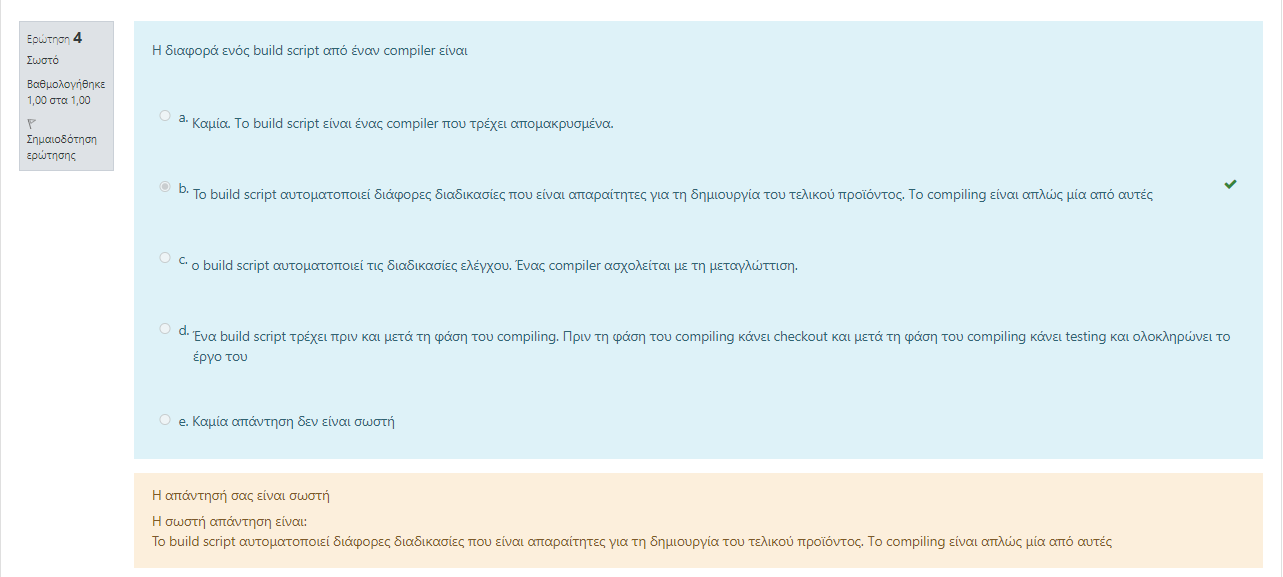 Ερώτηση 4
Σωστό
Βαθμολογήθηκε
1,00 στα 1,00
Σημαιοδότηση
ερώτησης
Η διαφορά ενός build script από έναν compiler είναι
a. Καμία. Το build script είναι ένας compiler που τρέχει απομακρυσμένα.
b. Το build script αυτοματοποιεί διάφορες διαδικασίες που είναι απαραίτητες για τη δημιουργία του τελικού προϊόντος. Το compiling είναι απλώς μία από αυτές
c. ο build script αυτοματοποιεί τις διαδικασίες ελέγχου. Ένας compiler ασχολείται με τη μεταγλώττιση.
d. Ένα build script τρέχει πριν και μετά τη φάση του compiling. Πριν τη φάση του compiling κάνει checkout και μετά τη φάση του compiling κάνει testing και ολοκληρώνει το
έργο του
e. Καμία απάντηση δεν είναι σωστή
Η απάντησή σας είναι σωστή
Η σωστή απάντηση είναι:
Το build script αυτοματοποιεί διάφορες διαδικασίες που είναι απαραίτητες για τη δημιουργία του τελικού προϊόντος. Το compiling είναι απλώς μία από αυτές